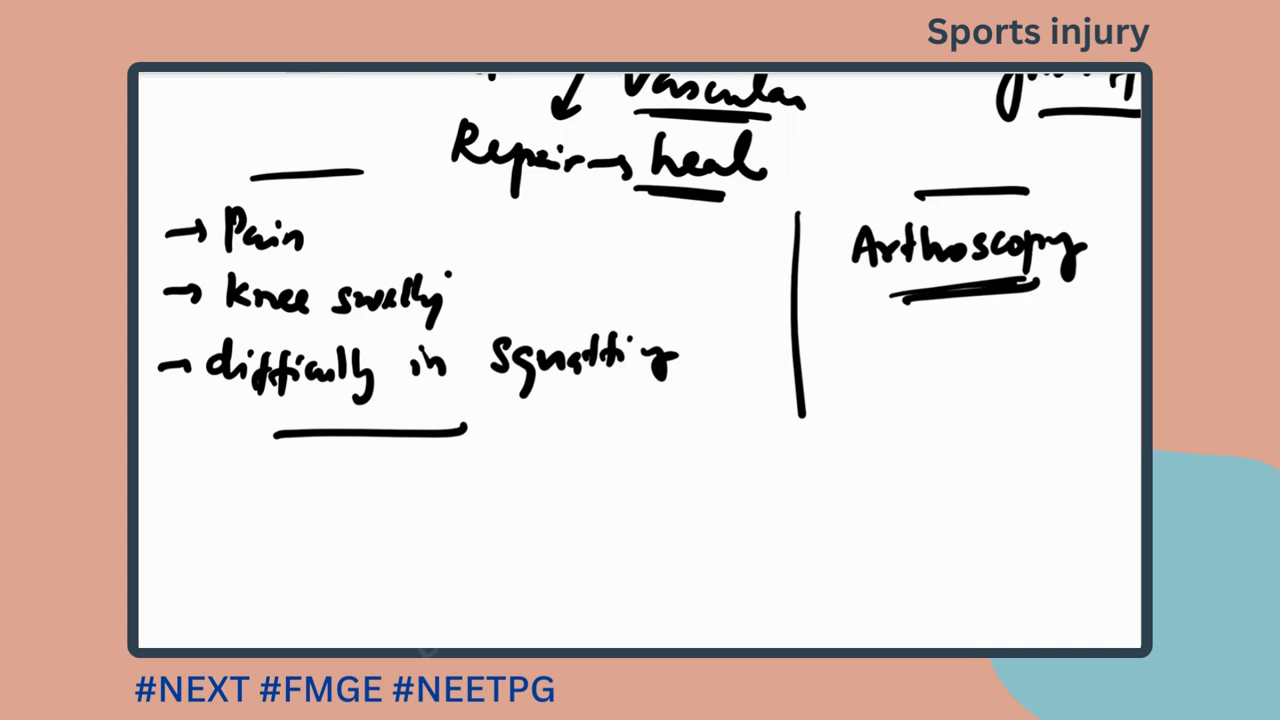 Sports injury
Vascular
Repair → heal
→ Pain
Arthoscopy
→ knee swelling
→ difficulty in squatting
#NEXT #FMGE #NEETPG